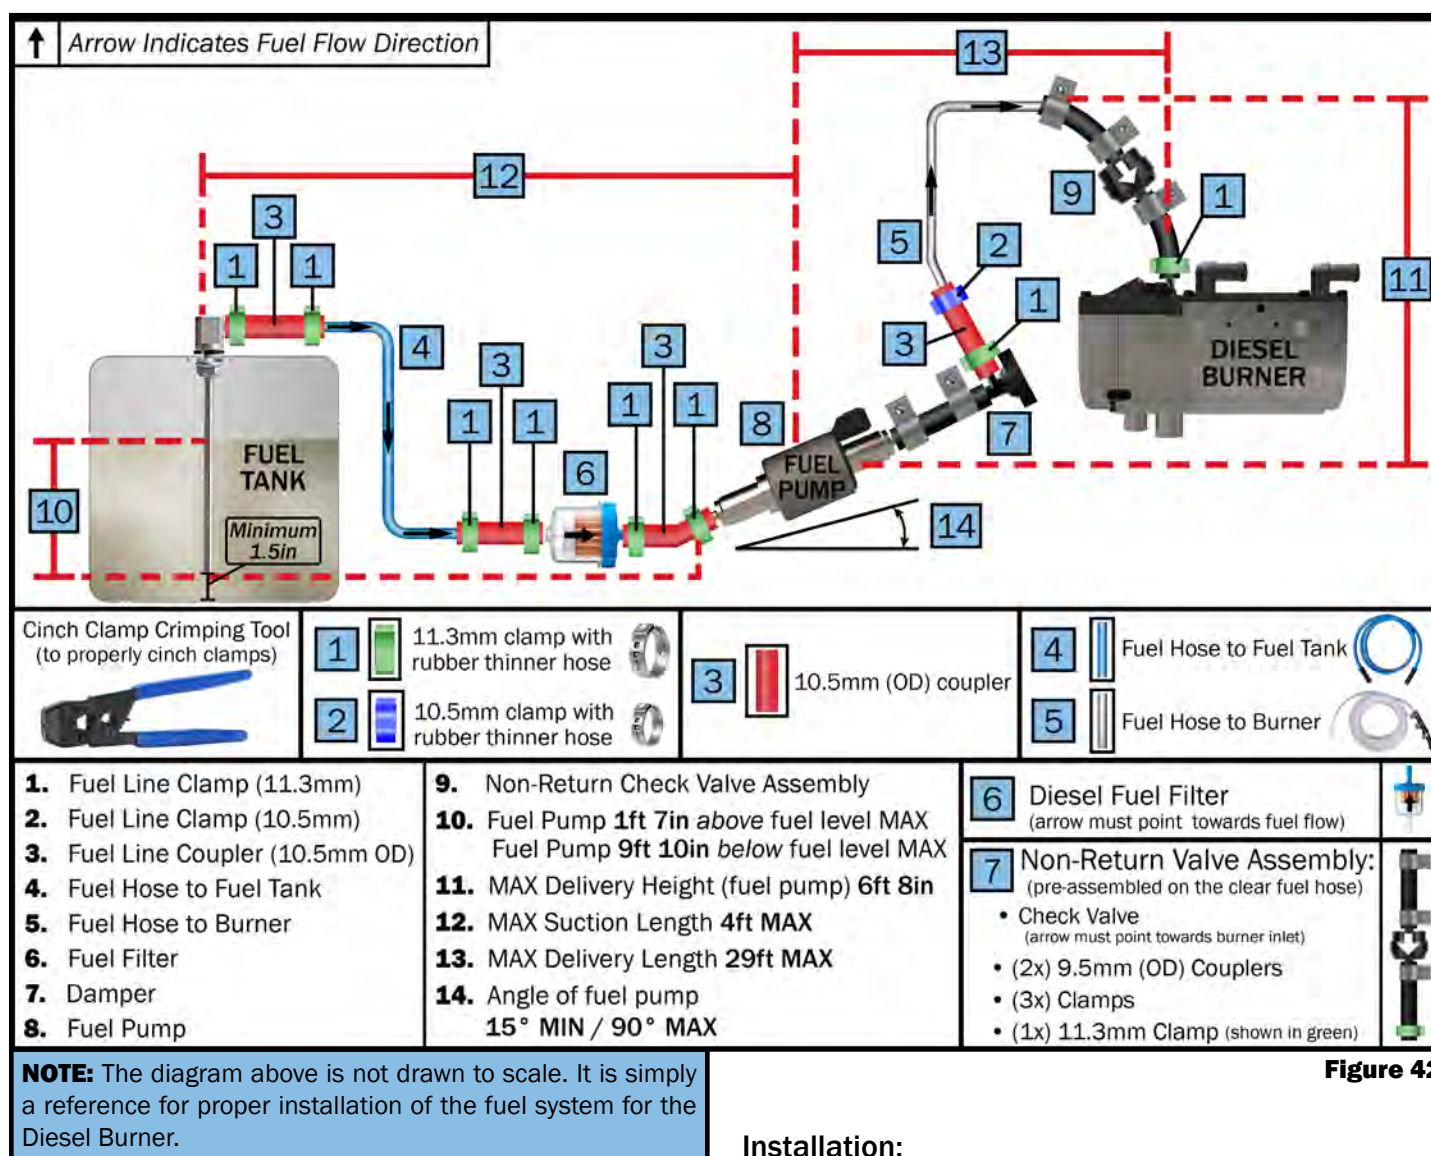 Arrow Indicates Fuel Flow Direction
13
12
3
1
1
9
1
5
2
11
1
3
4
3
3
DIESEL
BURNER
1
1
1
1
8
7
FUEL
TANK
6
FUEL
PUMP
10
Minimum
1.5in
14
Cinch Clamp Crimping Tool
(to properly cinch clamps)
1
11.3mm clamp with
rubber thinner hose
2
10.5mm clamp with
rubber thinner hose
3
10.5mm (OD) coupler
4
Fuel Hose to Fuel Tank
5
Fuel Hose to Burner
1. Fuel Line Clamp (11.3mm)
2. Fuel Line Clamp (10.5mm)
3. Fuel Line Coupler (10.5mm OD)
4. Fuel Hose to Fuel Tank
5. Fuel Hose to Burner
6. Fuel Filter
7. Damper
8. Fuel Pump
9. Non-Return Check Valve Assembly
10. Fuel Pump 1ft 7in above fuel level MAX
Fuel Pump 9ft 10in below fuel level MAX
11. MAX Delivery Height (fuel pump) 6ft 8in
12. MAX Suction Length 4ft MAX
13. MAX Delivery Length 29ft MAX
14. Angle of fuel pump
15° MIN / 90° MAX
6
Diesel Fuel Filter
(arrow must point towards fuel flow)
7
Non-Return Valve Assembly:
(pre-assembled on the clear fuel hose)
• Check Valve
(arrow must point towards burner inlet)
• (2x) 9.5mm (OD) Couplers
• (3x) Clamps
• (1x) 11.3mm Clamp (shown in green)
Figure 42
NOTE: The diagram above is not drawn to scale. It is simply
a reference for proper installation of the fuel system for the
Diesel Burner.
Installation: